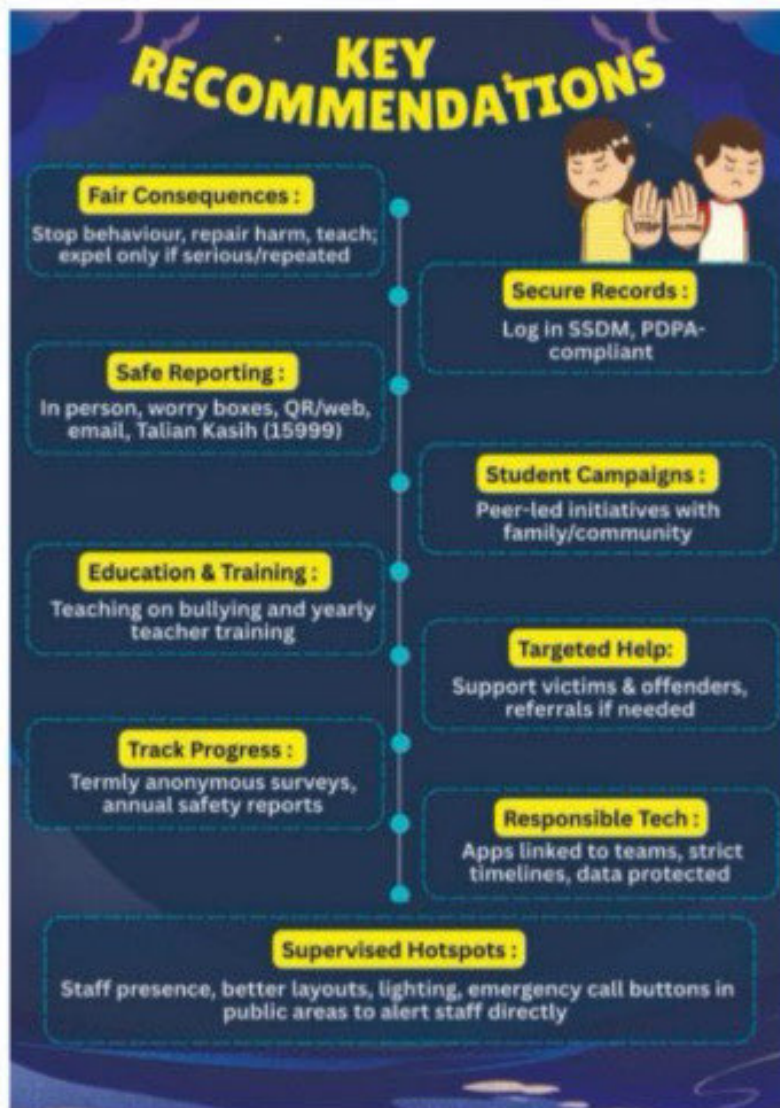 KEY
RECOMMENDATIONS
Fair Consequences :
Stop behaviour, repair harm, teach;
expel only if serious/repeated
Secure Records :
Log in SSDM, PDPA-
compliant
Safe Reporting :
In person, worry boxes, QR/web,
email, Talian Kasih (15999)
Student Campaigns :
Peer-led initiatives with
family/community
Education & Training :
Teaching on bullying and yearly
teacher training
Targeted Help:
Support victims & offenders,
referrals if needed
Track Progress :
Termly anonymous surveys,
annual safety reports
Responsible Tech :
Apps linked to teams, strict
timelines, data protected
Supervised Hotspots :
Staff presence, better layouts, lighting, emergency call buttons in
public areas to alert staff directly
STOP